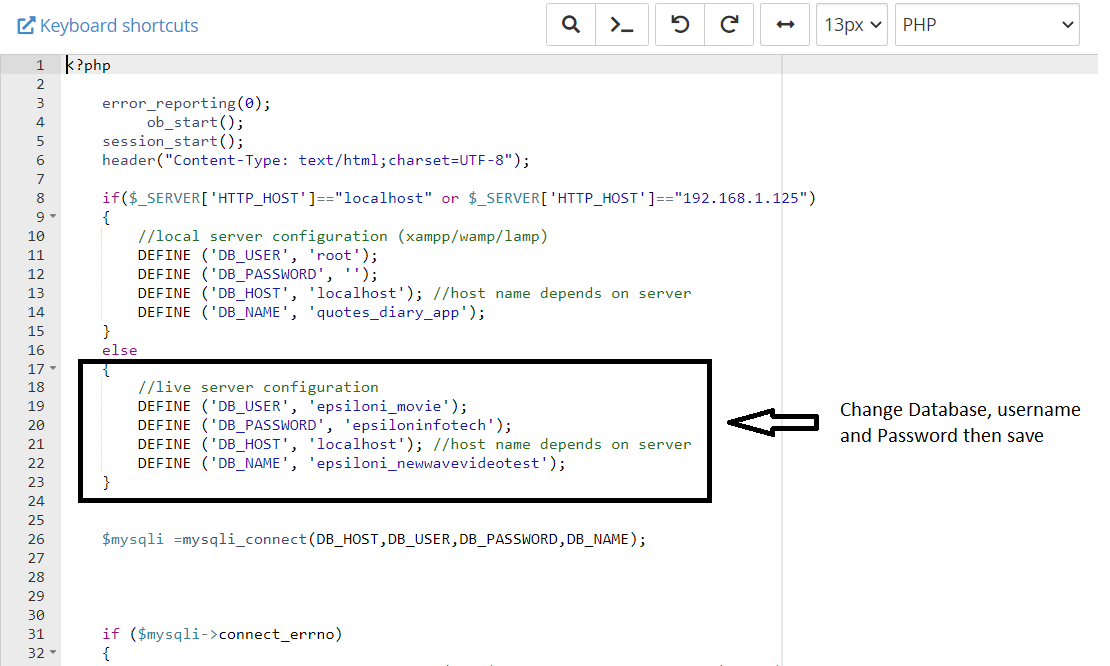 Keyboard shortcuts
13px
PHP
1 <?php
2
3 error_reporting(0);
4 ob_start();
5 session_start();
6 header("Content-Type: text/html;charset=UTF-8");
7
8 if($_SERVER['HTTP_HOST']=="localhost" or $_SERVER['HTTP_HOST']=="192.168.1.125")
9 {
10 //local server configuration (xampp/wamp/lamp)
11 DEFINE ('DB_USER', 'root');
12 DEFINE ('DB_PASSWORD', '');
13 DEFINE ('DB_HOST', 'localhost'); //host name depends on server
14 DEFINE ('DB_NAME', 'quotes_diary_app');
15 }
16 else
17 {
18 //live server configuration
19 DEFINE ('DB_USER', 'epsiloni_movie');
20 DEFINE ('DB_PASSWORD', 'epsiloninfotech');
21 DEFINE ('DB_HOST', 'localhost'); //host name depends on server
22 DEFINE ('DB_NAME', 'epsiloni_newwavevideotest');
23 }
24
25
26 $mysqli =mysqli_connect(DB_HOST,DB_USER,DB_PASSWORD,DB_NAME);
27
28
29
30
31 if ($mysqli->connect_errno)
32 {
Change Database, username
and Password then save